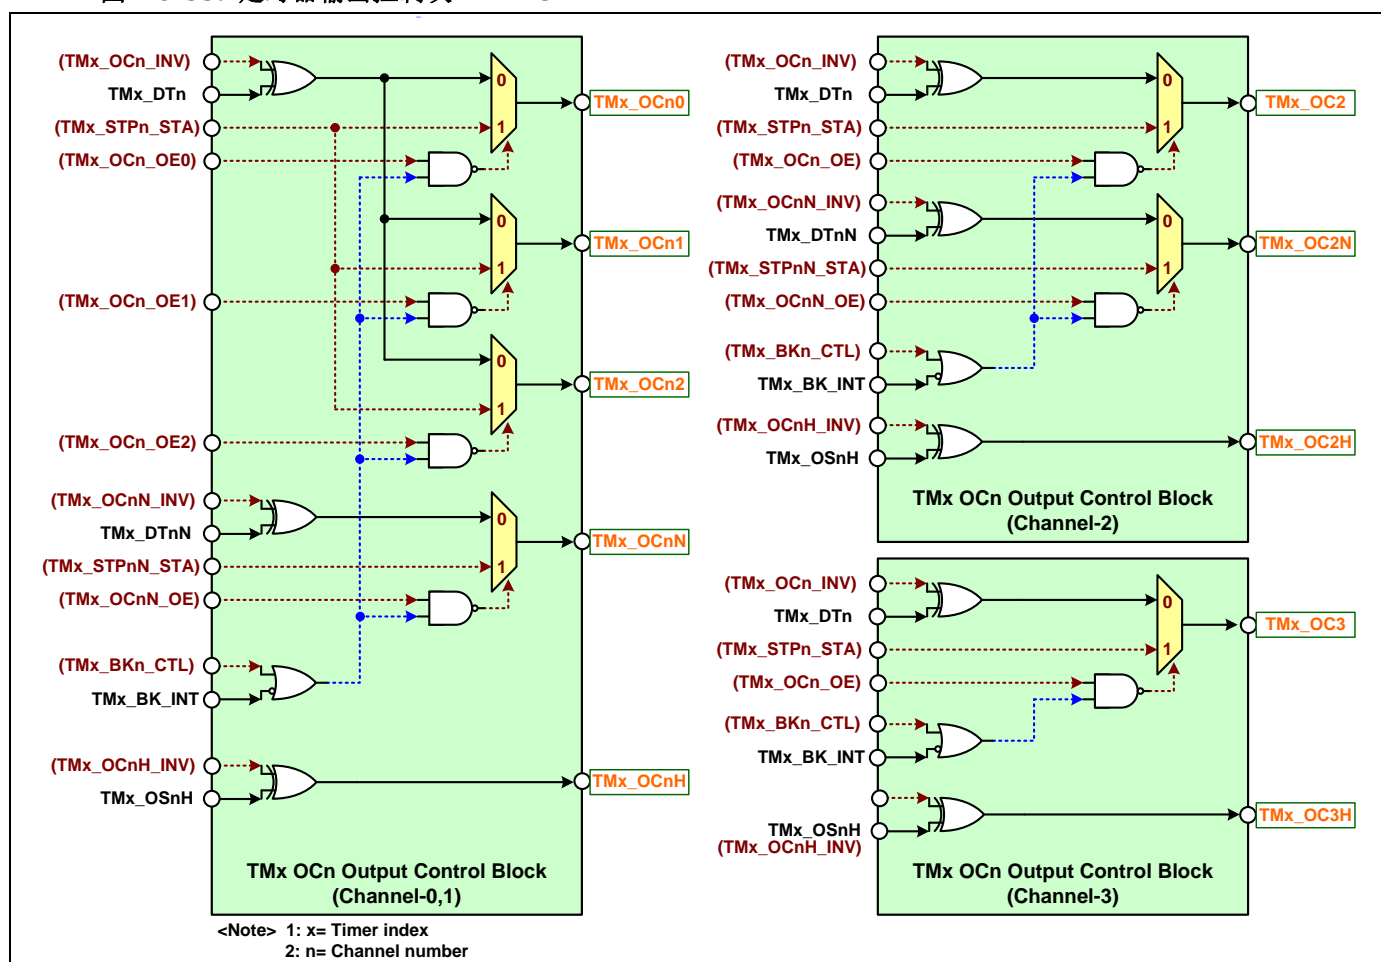 (TMx_OCn_INV)
TMx_DTn
(TMx_STPn_STA)
(TMx_OCn_OE0)
(TMx_OCn_OE1)
(TMx_OCn_OE2)
(TMx_OCnN_INV)
TMx_DTnN
(TMx_STPnN_STA)
(TMx_OCnN_OE)
(TMx_BKn_CTL)
TMx_BK_INT
(TMx_OCnH_INV)
TMx_OSnH
0
1
0
1
0
1
0
1
TMx_OCn0
TMx_OCn1
TMx_OCn2
TMx_OCnN
TMx_OCnH
TMx OCn Output Control Block
(Channel-0,1)
<Note> 1: x= Timer index
2: n= Channel number
(TMx_OCn_INV)
TMx_DTn
(TMx_STPn_STA)
(TMx_OCn_OE)
(TMx_OCnN_INV)
TMx_DTnN
(TMx_STPnN_STA)
(TMx_OCnN_OE)
(TMx_BKn_CTL)
TMx_BK_INT
(TMx_OCnH_INV)
TMx_OSnH
0
1
0
1
TMx_OC2
TMx_OC2N
TMx_OC2H
TMx OCn Output Control Block
(Channel-2)
(TMx_OCn_INV)
TMx_DTn
(TMx_STPn_STA)
(TMx_OCn_OE)
(TMx_BKn_CTL)
TMx_BK_INT
TMx_OSnH
(TMx_OCnH_INV)
0
1
TMx_OC3
TMx_OC3H
TMx OCn Output Control Block
(Channel-3)